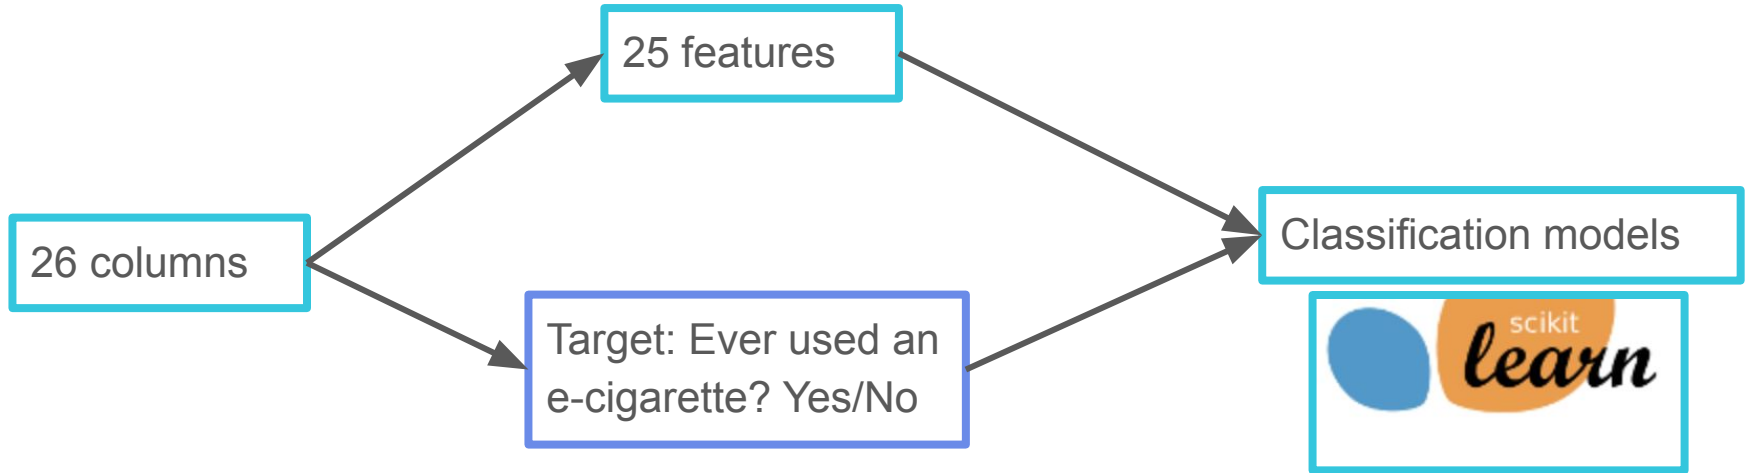 25 features
26 columns
Target: Ever used an
e-cigarette? Yes/No
Classification models
scikit
learn